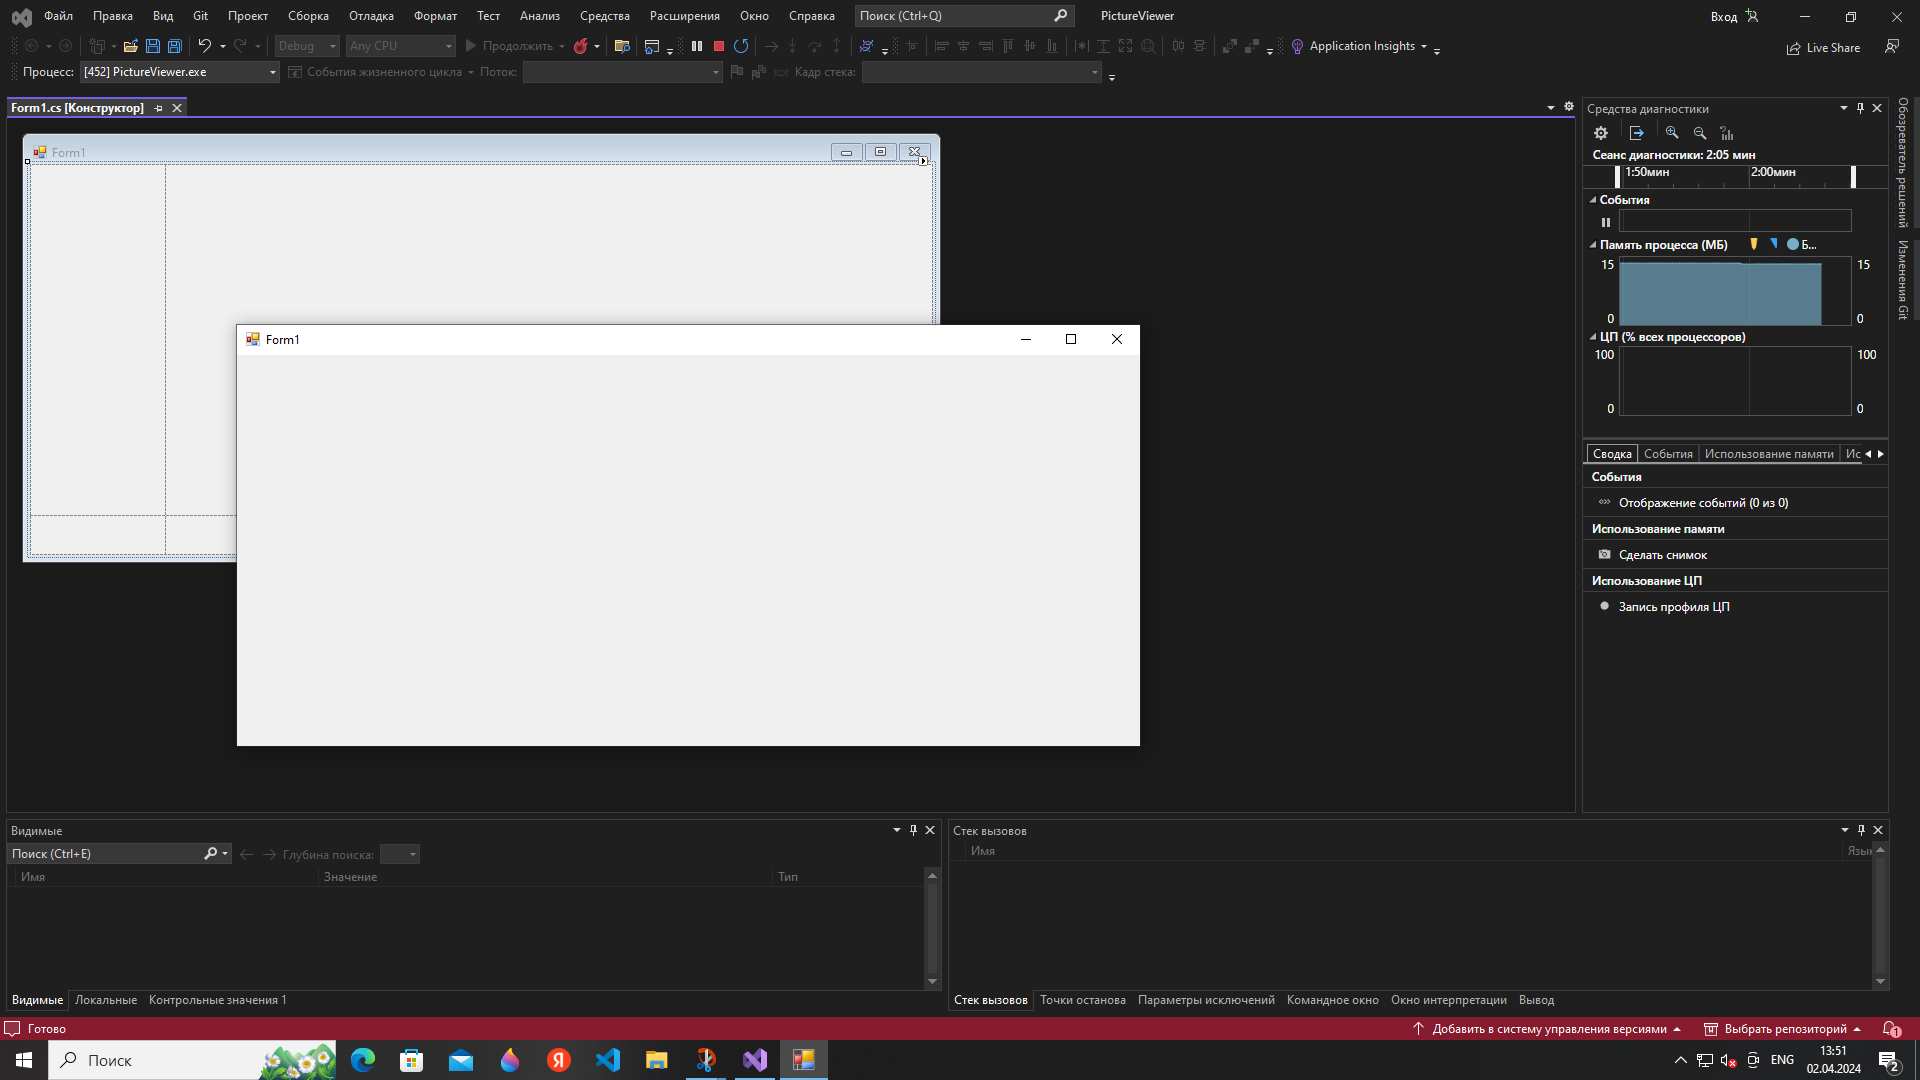 Файл Правка Вид Git Проект Сборка Отладка Формат Тест Анализ Средства Расширения Окно Справка Поиск (Ctrl+Q) PictureViewer Вход
Debug Any CPU Продолжить Application Insights Live Share
Процесс: [452] PictureViewer.exe События жизненного цикла Поток: Кадр стека:
Form1.cs [Конструктор]
Form1
Form1
Средства диагностики
Сеанс диагностики: 2:05 мин
1:50мин 2:00мин
События
Память процесса (МБ) Б...
15 15
0 0
ЦП (% всех процессоров)
100 100
0 0
Сводка События Использование памяти Ис
События
Отображение событий (0 из 0)
Использование памяти
Сделать снимок
Использование ЦП
Запись профиля ЦП
Обозреватель решений
Изменения Git
Видимые
Поиск (Ctrl+E) Глубина поиска:
Имя Значение Тип
Видимые Локальные Контрольные значения 1
Стек вызовов
Имя Язык
Стек вызовов Точки останова Параметры исключений Командное окно Окно интерпретации Вывод
Готово Добавить в систему управления версиями Выбрать репозиторий 1
Поиск ENG 13:51
02.04.2024 2